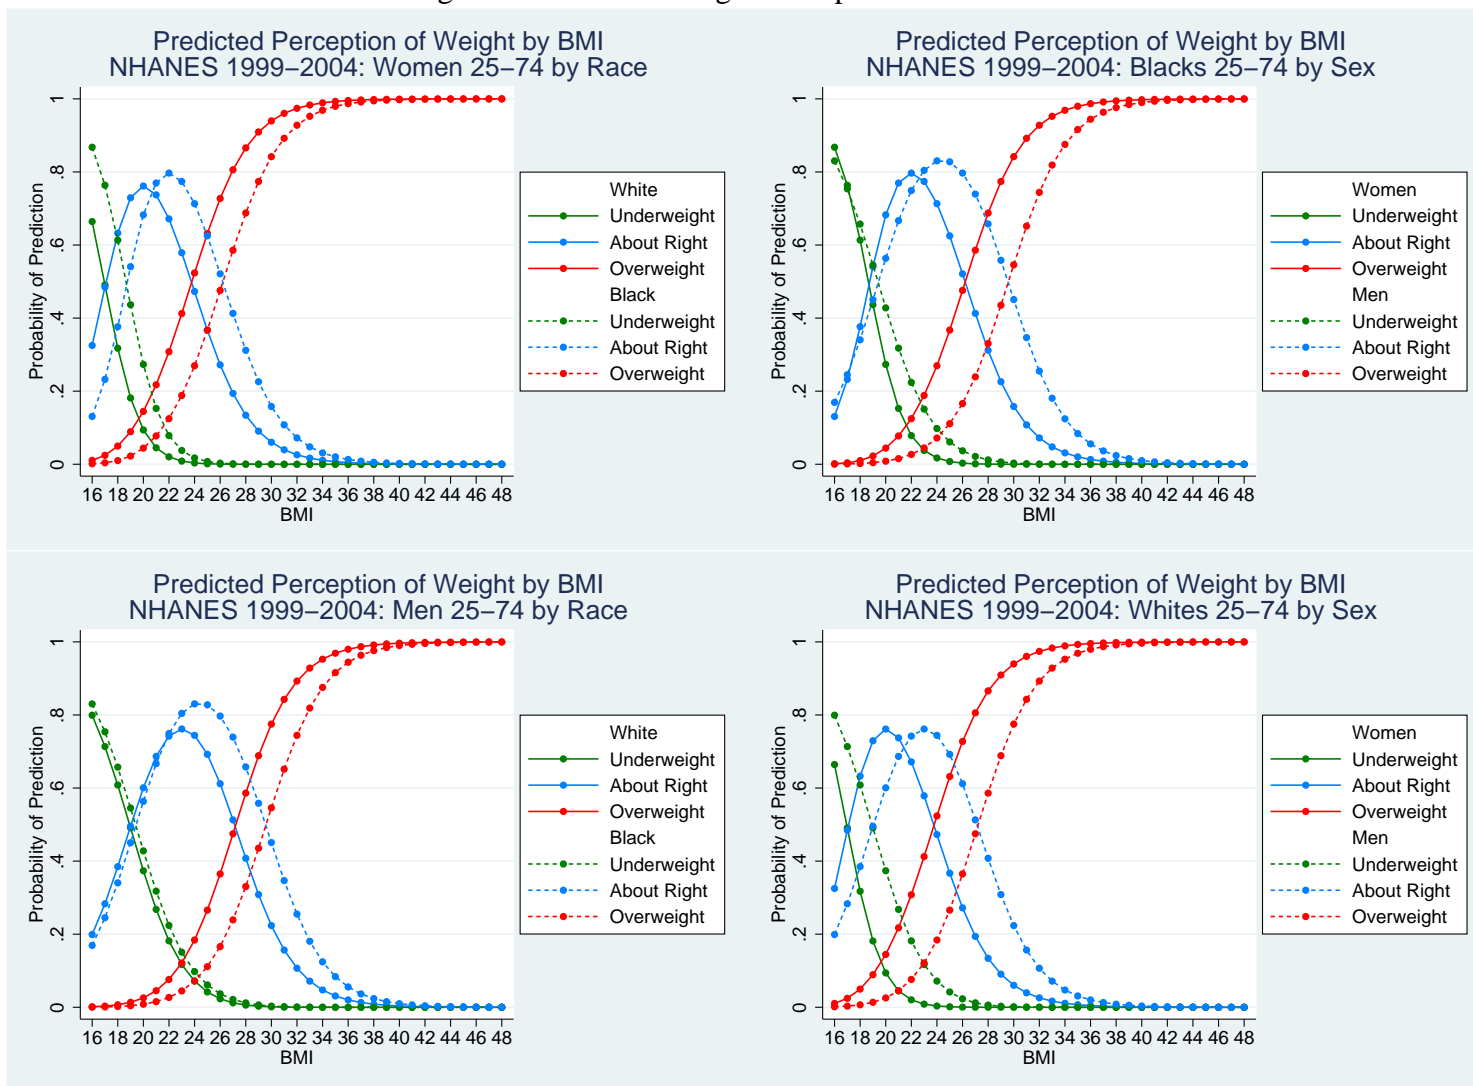 Predicted Perception of Weight by BMI
NHANES 1999−2004: Women 25−74 by Race
Probability of Prediction
0 .2 .4 .6 .8 1
16 18 20 22 24 26 28 30 32 34 36 38 40 42 44 46 48
BMI
White
Underweight
About Right
Overweight
Black
Underweight
About Right
Overweight
Predicted Perception of Weight by BMI
NHANES 1999−2004: Blacks 25−74 by Sex
Probability of Prediction
0 .2 .4 .6 .8 1
16 18 20 22 24 26 28 30 32 34 36 38 40 42 44 46 48
BMI
Women
Underweight
About Right
Overweight
Men
Underweight
About Right
Overweight
Predicted Perception of Weight by BMI
NHANES 1999−2004: Men 25−74 by Race
Probability of Prediction
0 .2 .4 .6 .8 1
16 18 20 22 24 26 28 30 32 34 36 38 40 42 44 46 48
BMI
White
Underweight
About Right
Overweight
Black
Underweight
About Right
Overweight
Predicted Perception of Weight by BMI
NHANES 1999−2004: Whites 25−74 by Sex
Probability of Prediction
0 .2 .4 .6 .8 1
16 18 20 22 24 26 28 30 32 34 36 38 40 42 44 46 48
BMI
Women
Underweight
About Right
Overweight
Men
Underweight
About Right
Overweight